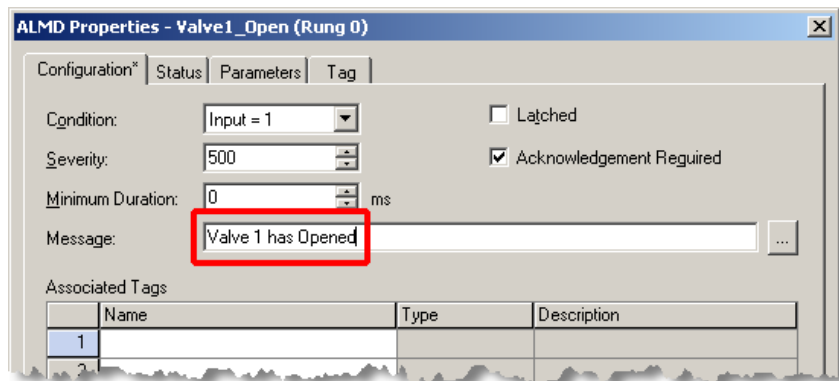 ALMD Properties - Valve1_Open (Rung 0)
Configuration* Status Parameters Tag
Condition: Input = 1 Latched
Severity: 500 Acknowledgement Required
Minimum Duration: 0 ms
Message: Valve 1 has Opened ...
Associated Tags
Name Type Description
1
2